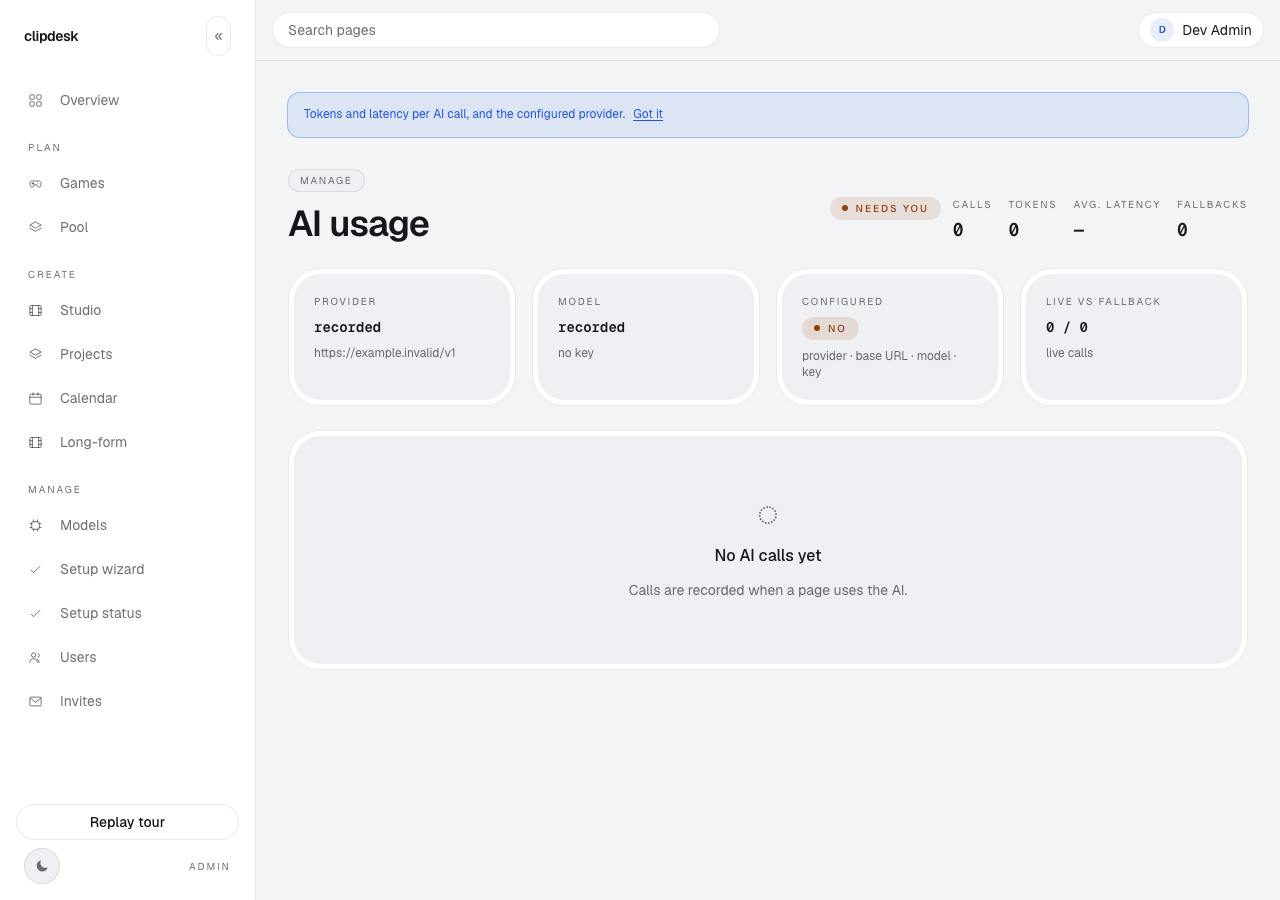 clipdesk
«
Overview
PLAN
Games
Pool
CREATE
Studio
Projects
Calendar
Long-form
MANAGE
Models
Setup wizard
Setup status
Users
Invites
Replay tour
ADMIN
Search pages
D Dev Admin
Tokens and latency per AI call, and the configured provider. Got it
MANAGE
AI usage
NEEDS YOU
CALLS
0
TOKENS
0
AVG. LATENCY
—
FALLBACKS
0
PROVIDER
recorded
https://example.invalid/v1
MODEL
recorded
no key
CONFIGURED
NO
provider · base URL · model ·
key
LIVE VS FALLBACK
0 / 0
live calls
No AI calls yet
Calls are recorded when a page uses the AI.